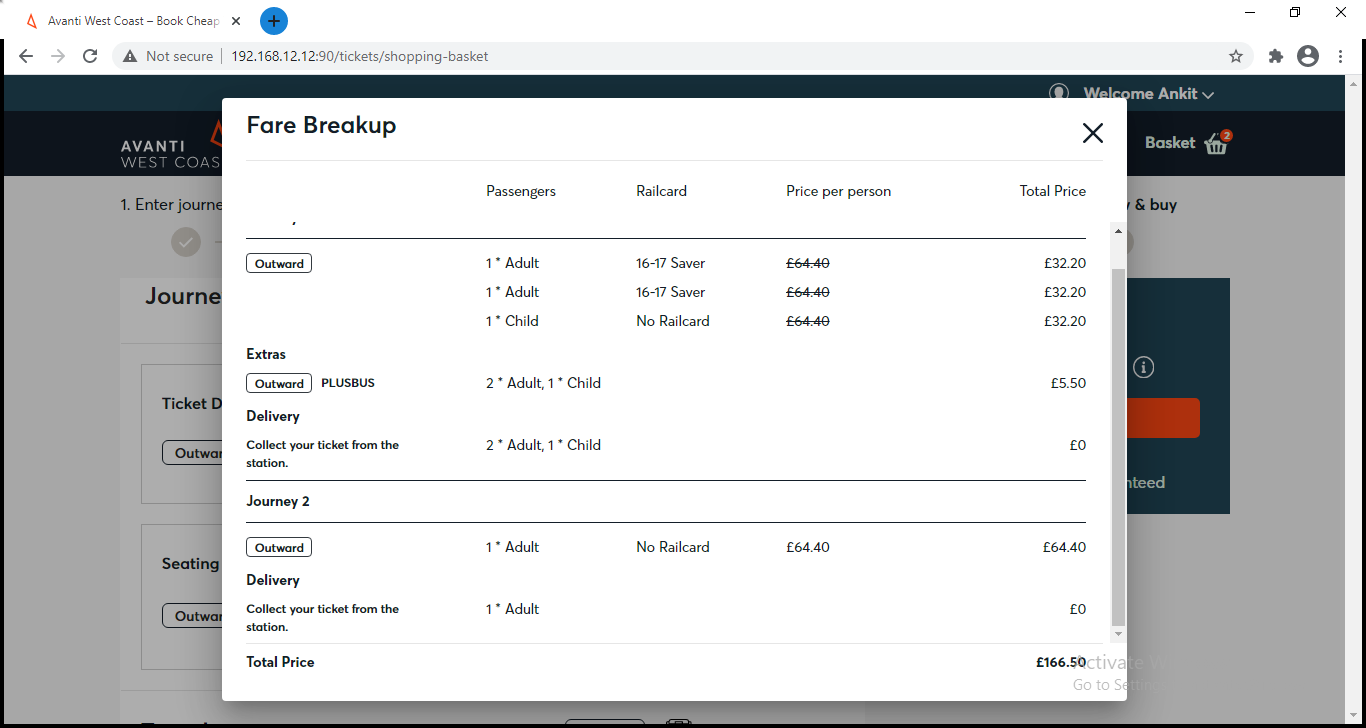 Avanti West Coast – Book Cheap
Not secure 192.168.12.12:90/tickets/shopping-basket
Welcome Ankit
AVANTI
WEST COAS
Basket 2
1. Enter journe
& buy
Journe
Ticket D
Outwar
Seating
Outwar
nteed
Fare Breakup
Passengers Railcard Price per person Total Price
Outward 1 * Adult 16-17 Saver £64.40 £32.20
1 * Adult 16-17 Saver £64.40 £32.20
1 * Child No Railcard £64.40 £32.20
Extras
Outward PLUSBUS 2 * Adult, 1 * Child £5.50
Delivery
Collect your ticket from the 2 * Adult, 1 * Child £0
station.
Journey 2
Outward 1 * Adult No Railcard £64.40 £64.40
Delivery
Collect your ticket from the 1 * Adult £0
station.
Total Price £166.50
Activate W
Go to Setting